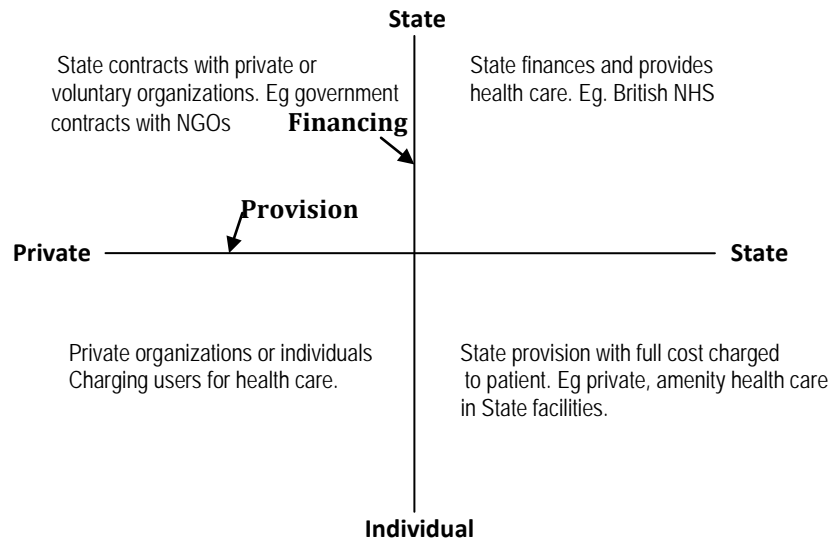 State
State contracts with private or
voluntary organizations. Eg government
contracts with NGOs
State finances and provides
health care. Eg. British NHS
Financing
Provision
Private
State
Private organizations or individuals
Charging users for health care.
State provision with full cost charged
to patient. Eg private, amenity health care
in State facilities.
Individual